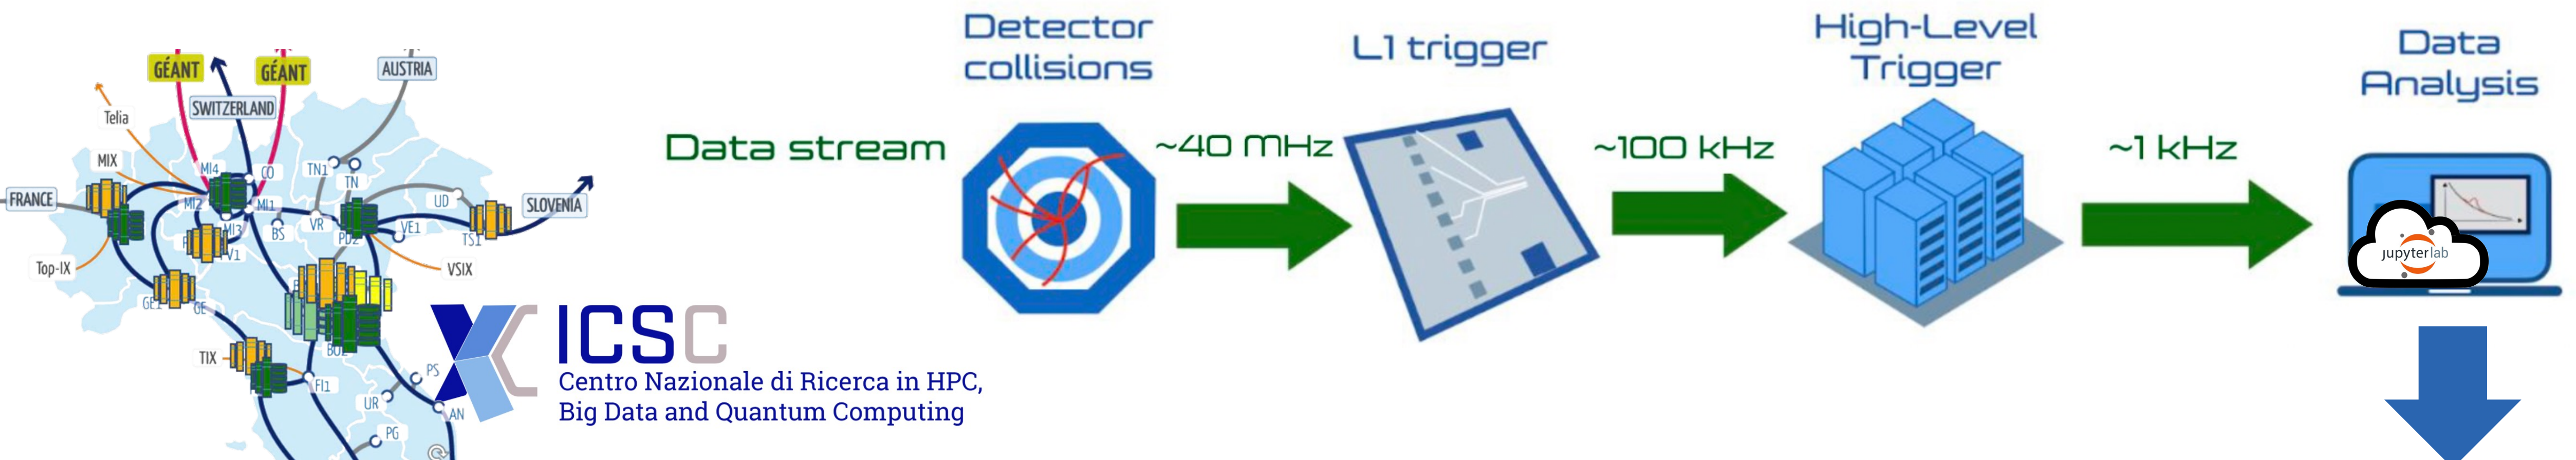 GÉANT
GÉANT
AUSTRIA
SWITZERLAND
Telia
MIX
MI4
CO
TN1
TN
FRANCE
MI2
MI1
MI3
BS
VR
PD2
VE1
UD
TS1
SLOVENIA
Top-IX
VSIX
GE1
GE
BO2
TIX
FI1
PS
UR
AN
PG
ICSC
Centro Nazionale di Ricerca in HPC,
Big Data and Quantum Computing
Data stream
Detector
collisions
~40 MHz
L1 trigger
~100 kHz
High-Level
Trigger
~1 kHz
Data
Analysis
jupyterlab